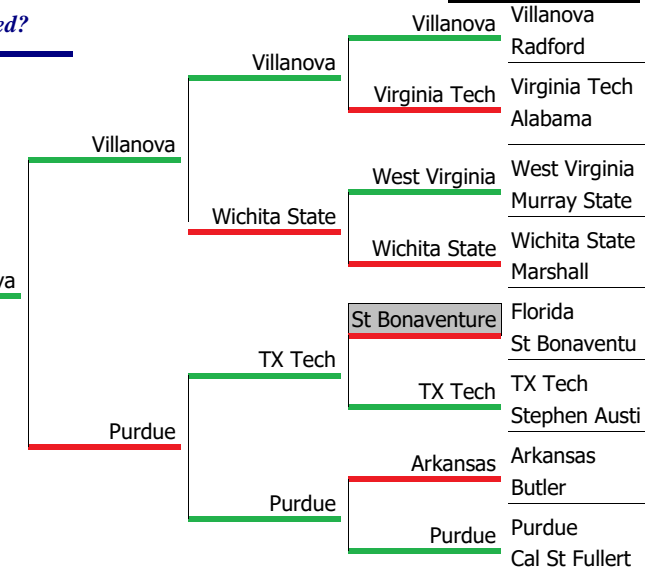 ed?
Villanova
Radford
Virginia Tech
Alabama
West Virginia
Murray State
Wichita State
Marshall
Florida
St Bonaventu
TX Tech
Stephen Austi
Arkansas
Butler
Purdue
Cal St Fullert
Villanova
Virginia Tech
West Virginia
Wichita State
St Bonaventure
TX Tech
Arkansas
Purdue
Villanova
Wichita State
TX Tech
Purdue
Villanova
Purdue
va